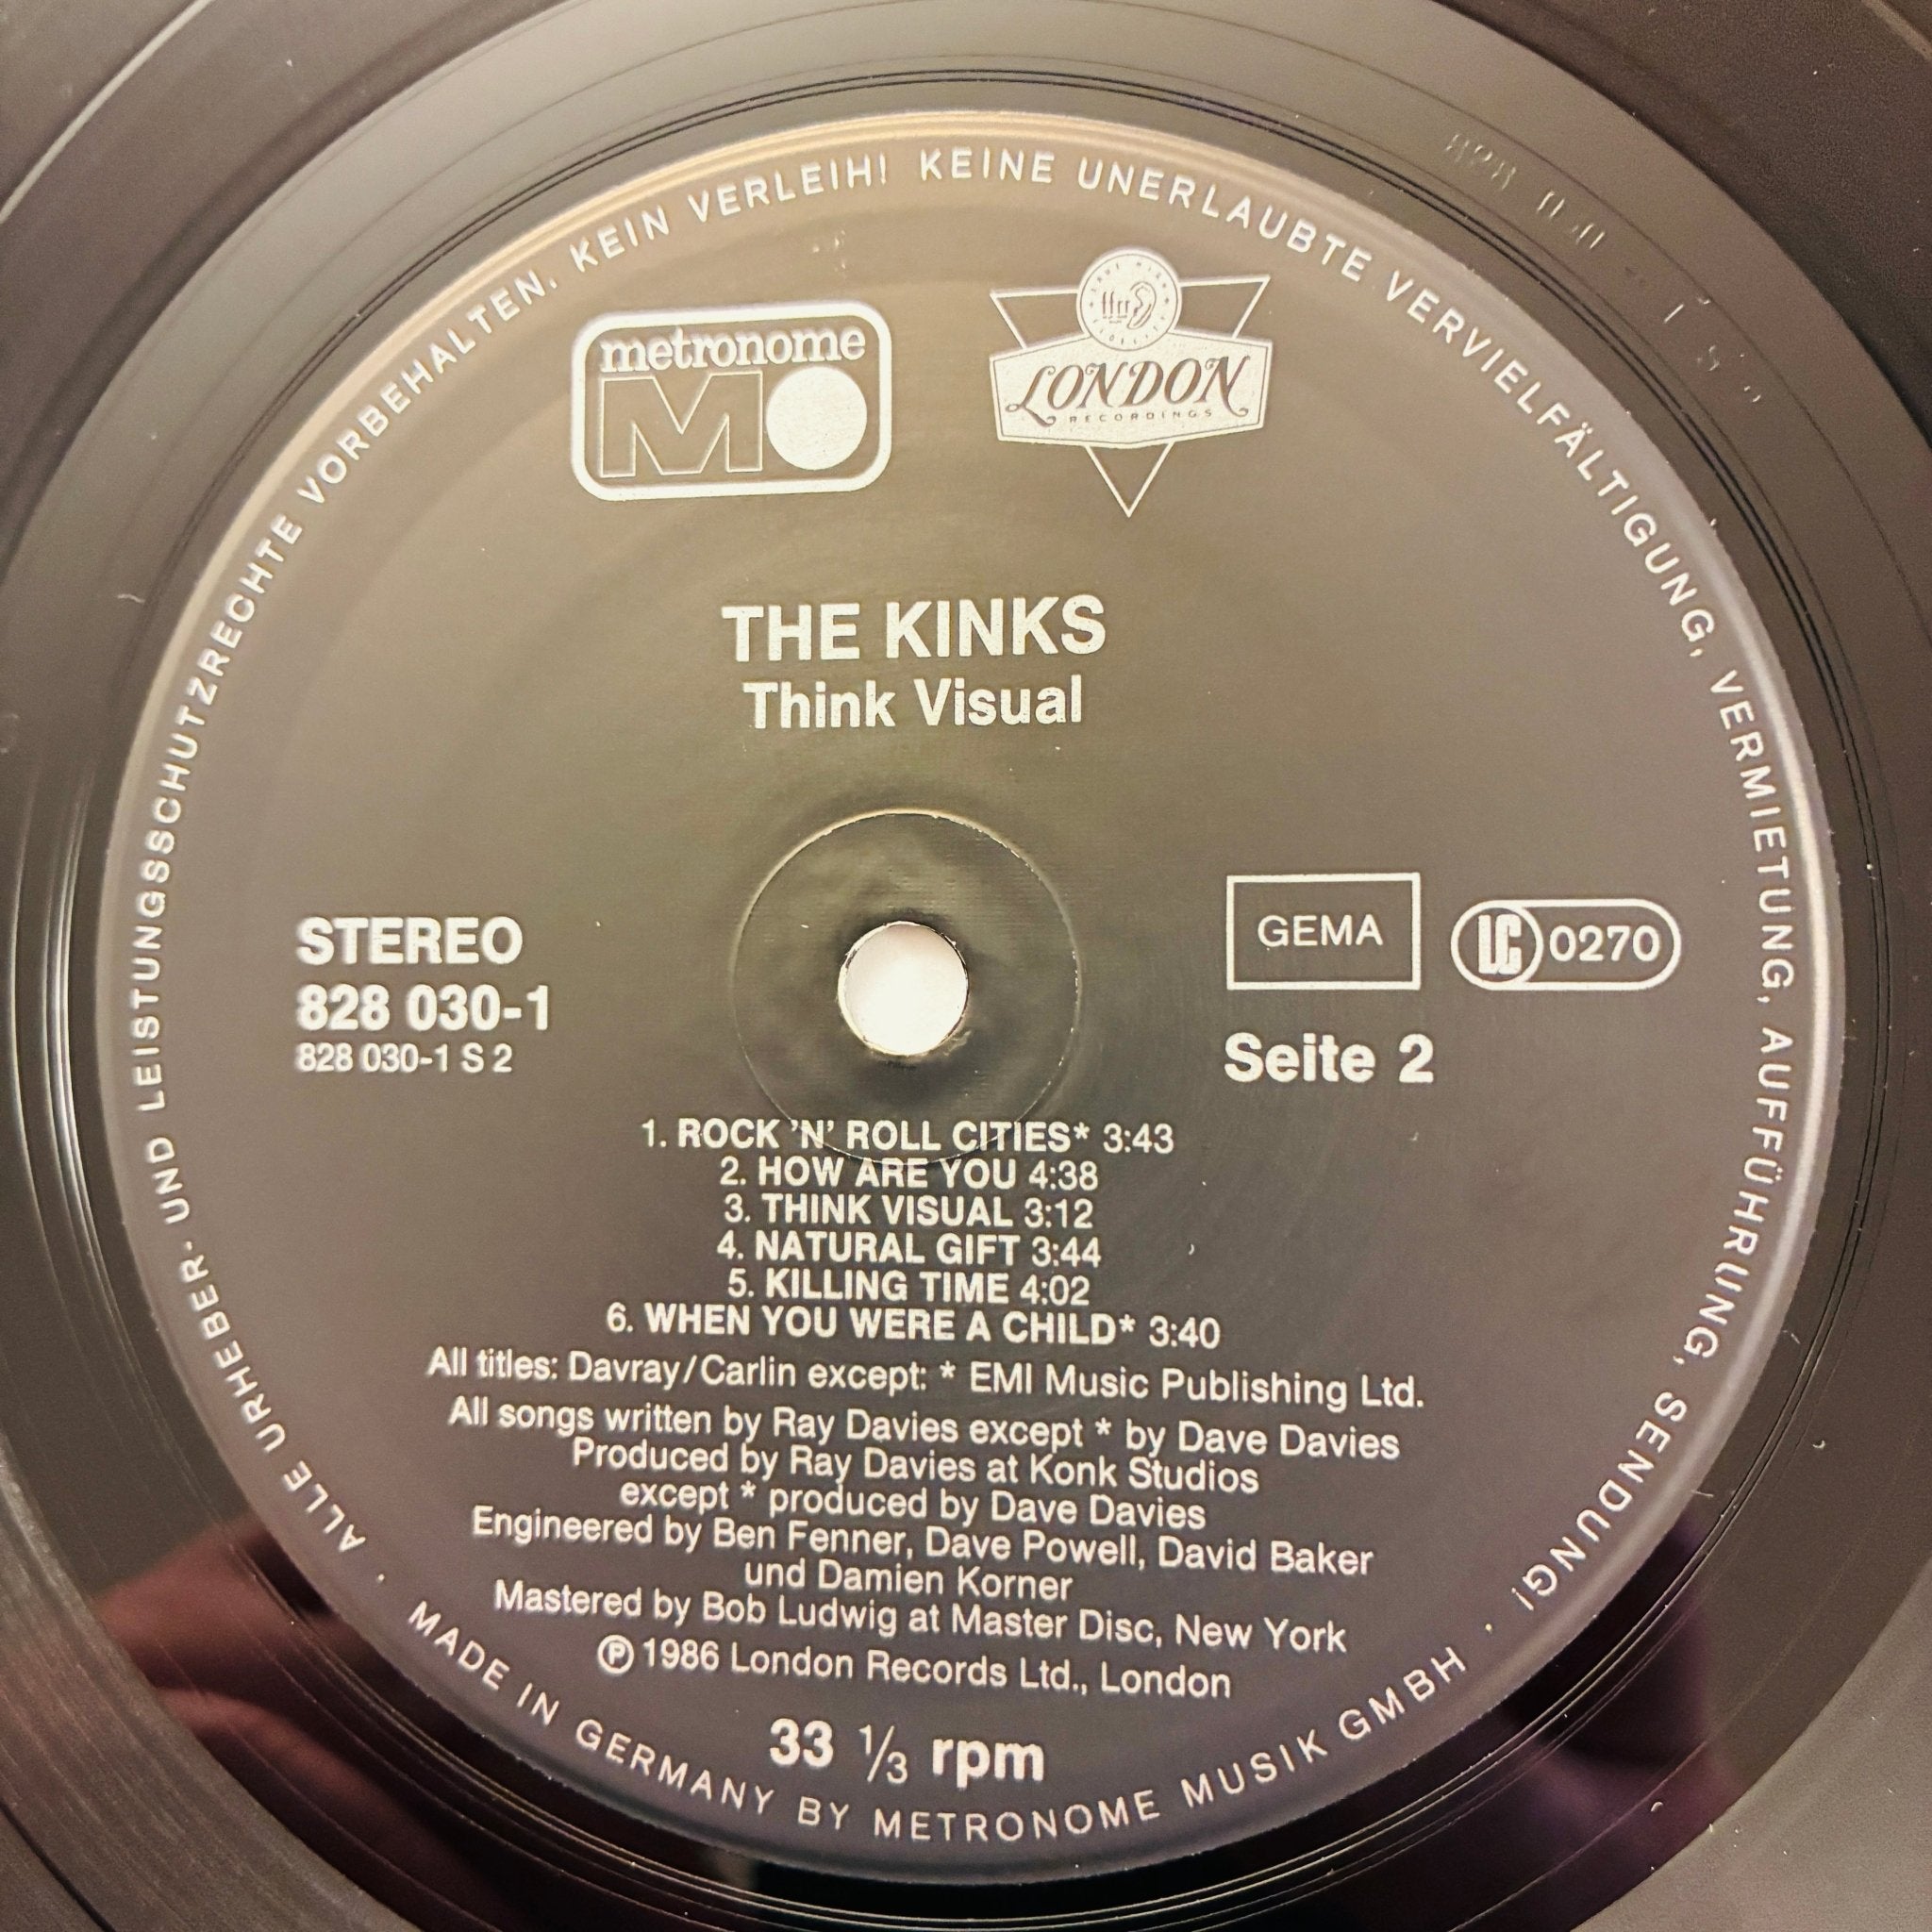 ALLE URHEBER- UND LEISTUNGSSCHUTZRECHTE VORBEHALTEN. KEIN VERLEIH! KEINE UNERLAUBTE VERVIELFÄLTIGUNG, VERMIETUNG, AUFFÜHRUNG, SENDUNG!
metronome
MO
ffrr
LONDON
RECORDINGS
THE KINKS
Think Visual
STEREO
828 030-1
828 030-1 S 2
GEMA
LC 0270
Seite 2
1. ROCK 'N' ROLL CITIES* 3:43
2. HOW ARE YOU 4:38
3. THINK VISUAL 3:12
4. NATURAL GIFT 3:44
5. KILLING TIME 4:02
6. WHEN YOU WERE A CHILD* 3:40
All titles: Davray/Carlin except: * EMI Music Publishing Ltd.
All songs written by Ray Davies except * by Dave Davies
Produced by Ray Davies at Konk Studios
except * produced by Dave Davies
Engineered by Ben Fenner, Dave Powell, David Baker
und Damien Korner
Mastered by Bob Ludwig at Master Disc, New York
℗ 1986 London Records Ltd., London
33 1/3 rpm
· MADE IN GERMANY BY METRONOME MUSIK GMBH ·